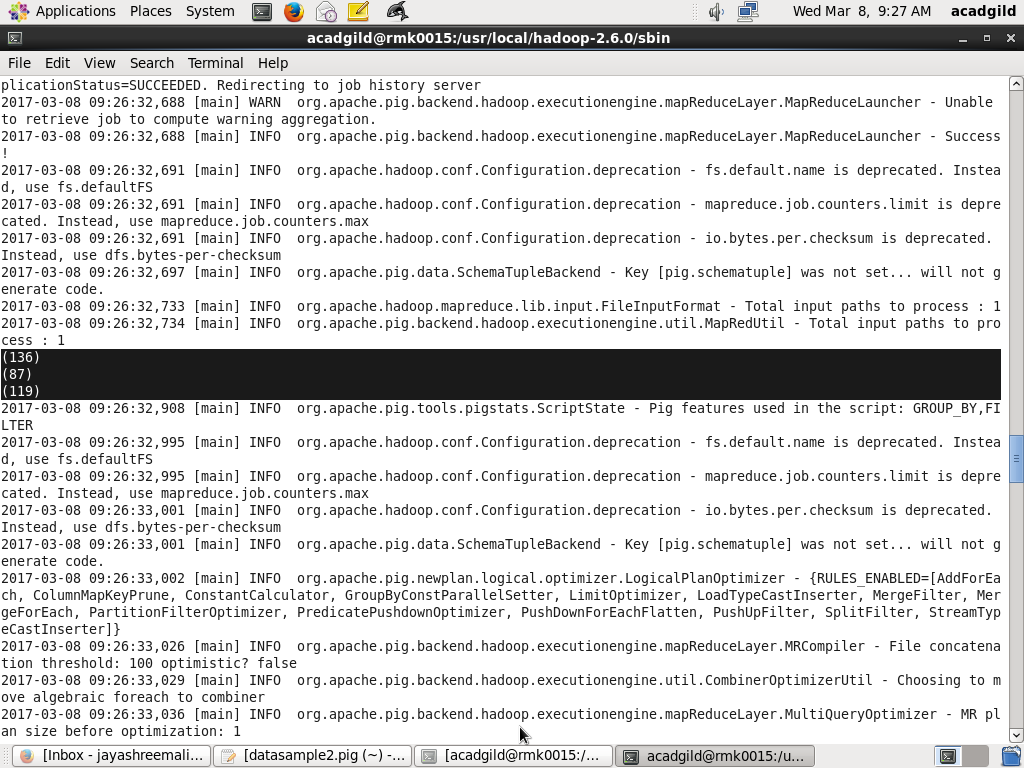 Applications Places System Wed Mar 8, 9:27 AM acadgild
acadgild@rmk0015:/usr/local/hadoop-2.6.0/sbin
File Edit View Search Terminal Help
plicationStatus=SUCCEEDED. Redirecting to job history server
2017-03-08 09:26:32,688 [main] WARN  org.apache.pig.backend.hadoop.executionengine.mapReduceLayer.MapReduceLauncher - Unable
to retrieve job to compute warning aggregation.
2017-03-08 09:26:32,688 [main] INFO  org.apache.pig.backend.hadoop.executionengine.mapReduceLayer.MapReduceLauncher - Success
!
2017-03-08 09:26:32,691 [main] INFO  org.apache.hadoop.conf.Configuration.deprecation - fs.default.name is deprecated. Instea
d, use fs.defaultFS
2017-03-08 09:26:32,691 [main] INFO  org.apache.hadoop.conf.Configuration.deprecation - mapreduce.job.counters.limit is depre
cated. Instead, use mapreduce.job.counters.max
2017-03-08 09:26:32,691 [main] INFO  org.apache.hadoop.conf.Configuration.deprecation - io.bytes.per.checksum is deprecated.
Instead, use dfs.bytes-per-checksum
2017-03-08 09:26:32,697 [main] INFO  org.apache.pig.data.SchemaTupleBackend - Key [pig.schematuple] was not set... will not g
enerate code.
2017-03-08 09:26:32,733 [main] INFO  org.apache.hadoop.mapreduce.lib.input.FileInputFormat - Total input paths to process : 1
2017-03-08 09:26:32,734 [main] INFO  org.apache.pig.backend.hadoop.executionengine.util.MapRedUtil - Total input paths to pro
cess : 1
(136)
(87)
(119)
2017-03-08 09:26:32,908 [main] INFO  org.apache.pig.tools.pigstats.ScriptState - Pig features used in the script: GROUP_BY,FI
LTER
2017-03-08 09:26:32,995 [main] INFO  org.apache.hadoop.conf.Configuration.deprecation - fs.default.name is deprecated. Instea
d, use fs.defaultFS
2017-03-08 09:26:32,995 [main] INFO  org.apache.hadoop.conf.Configuration.deprecation - mapreduce.job.counters.limit is depre
cated. Instead, use mapreduce.job.counters.max
2017-03-08 09:26:33,001 [main] INFO  org.apache.hadoop.conf.Configuration.deprecation - io.bytes.per.checksum is deprecated.
Instead, use dfs.bytes-per-checksum
2017-03-08 09:26:33,001 [main] INFO  org.apache.pig.data.SchemaTupleBackend - Key [pig.schematuple] was not set... will not g
enerate code.
2017-03-08 09:26:33,002 [main] INFO  org.apache.pig.newplan.logical.optimizer.LogicalPlanOptimizer - {RULES_ENABLED=[AddForEa
ch, ColumnMapKeyPrune, ConstantCalculator, GroupByConstParallelSetter, LimitOptimizer, LoadTypeCastInserter, MergeFilter, Mer
geForEach, PartitionFilterOptimizer, PredicatePushdownOptimizer, PushDownForEachFlatten, PushUpFilter, SplitFilter, StreamTyp
eCastInserter]}
2017-03-08 09:26:33,026 [main] INFO  org.apache.pig.backend.hadoop.executionengine.mapReduceLayer.MRCompiler - File concatena
tion threshold: 100 optimistic? false
2017-03-08 09:26:33,029 [main] INFO  org.apache.pig.backend.hadoop.executionengine.util.CombinerOptimizerUtil - Choosing to m
ove algebraic foreach to combiner
2017-03-08 09:26:33,036 [main] INFO  org.apache.pig.backend.hadoop.executionengine.mapReduceLayer.MultiQueryOptimizer - MR pl
an size before optimization: 1
[Inbox - jayashreemali... [datasample2.pig (~) -... [acadgild@rmk0015:/... acadgild@rmk0015:/u...